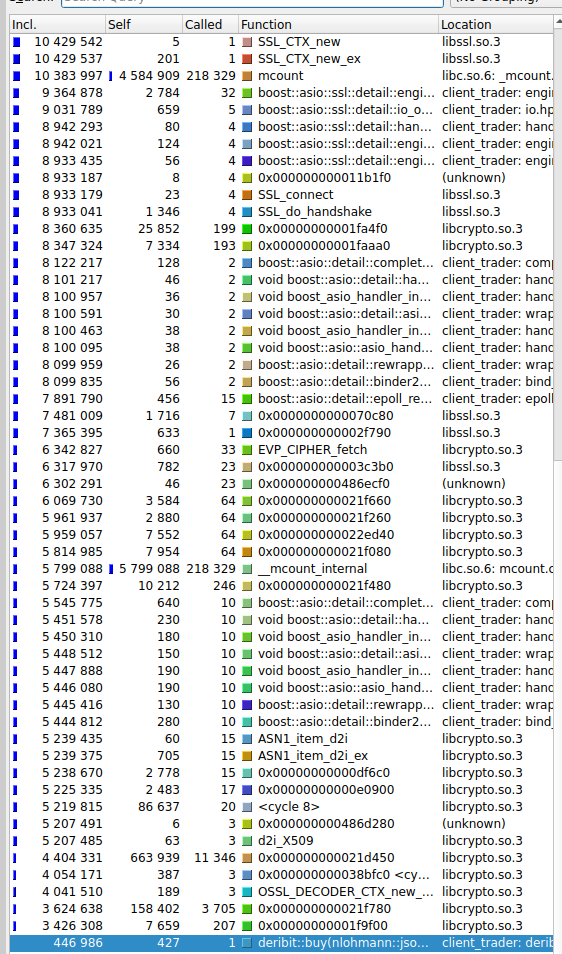 Search Query (No Grouping)
Incl. Self Called Function Location
10 429 542 5 1 SSL_CTX_new libssl.so.3
10 429 537 201 1 SSL_CTX_new_ex libssl.so.3
10 383 997 4 584 909 218 329 mcount libc.so.6: _mcount.
9 364 878 2 784 32 boost::asio::ssl::detail::engi... client_trader: engin
9 031 789 659 5 boost::asio::ssl::detail::io_o... client_trader: io.hp
8 942 293 80 4 boost::asio::ssl::detail::han... client_trader: hand
8 942 021 124 4 boost::asio::ssl::detail::engi... client_trader: engin
8 933 435 56 4 boost::asio::ssl::detail::engi... client_trader: engin
8 933 187 8 4 0x00000000011b1f0 (unknown)
8 933 179 23 4 SSL_connect libssl.so.3
8 933 041 1 346 4 SSL_do_handshake libssl.so.3
8 360 635 25 852 199 0x00000000001fa4f0 libcrypto.so.3
8 347 324 7 334 193 0x00000000001faaa0 libcrypto.so.3
8 122 217 128 2 boost::asio::detail::complet... client_trader: comp
8 101 217 46 2 void boost::asio::detail::ha... client_trader: hand
8 100 957 36 2 void boost_asio_handler_in... client_trader: hand
8 100 591 30 2 void boost::asio::detail::asi... client_trader: wrap
8 100 463 38 2 void boost_asio_handler_in... client_trader: hand
8 100 095 38 2 void boost::asio::asio_hand... client_trader: hand
8 099 959 26 2 boost::asio::detail::rewrapp... client_trader: wrap
8 099 835 56 2 boost::asio::detail::binder2... client_trader: bind_
7 891 790 456 15 boost::asio::detail::epoll_re... client_trader: epoll
7 481 009 1 716 7 0x0000000000070c80 libssl.so.3
7 365 395 633 1 0x000000000002f790 libssl.so.3
6 342 827 660 33 EVP_CIPHER_fetch libcrypto.so.3
6 317 970 782 23 0x000000000003c3b0 libssl.so.3
6 302 291 46 23 0x000000000486ecf0 (unknown)
6 069 730 3 584 64 0x000000000021f660 libcrypto.so.3
5 961 937 2 880 64 0x000000000021f260 libcrypto.so.3
5 959 057 7 552 64 0x000000000022ed40 libcrypto.so.3
5 814 985 7 954 64 0x000000000021f080 libcrypto.so.3
5 799 088 5 799 088 218 329 __mcount_internal libc.so.6: mcount.c
5 724 397 10 212 246 0x000000000021f480 libcrypto.so.3
5 545 775 640 10 boost::asio::detail::complet... client_trader: comp
5 451 578 230 10 void boost::asio::detail::ha... client_trader: hand
5 450 310 180 10 void boost_asio_handler_in... client_trader: hand
5 448 512 150 10 void boost::asio::detail::asi... client_trader: wrap
5 447 888 190 10 void boost_asio_handler_in... client_trader: hand
5 446 080 190 10 void boost::asio::asio_hand... client_trader: hand
5 445 416 130 10 boost::asio::detail::rewrapp... client_trader: wrap
5 444 812 280 10 boost::asio::detail::binder2... client_trader: bind_
5 239 435 60 15 ASN1_item_d2i libcrypto.so.3
5 239 375 705 15 ASN1_item_d2i_ex libcrypto.so.3
5 238 670 2 778 15 0x00000000000df6c0 libcrypto.so.3
5 225 335 2 483 17 0x00000000000e0900 libcrypto.so.3
5 219 815 86 637 20 <cycle 8> libcrypto.so.3
5 207 491 6 3 0x000000000486d280 (unknown)
5 207 485 63 3 d2i_X509 libcrypto.so.3
4 404 331 663 939 11 346 0x000000000021d450 libcrypto.so.3
4 054 171 387 3 0x000000000038bfc0 <cy... libcrypto.so.3
4 041 510 189 3 OSSL_DECODER_CTX_new_... libcrypto.so.3
3 624 638 158 402 3 705 0x000000000021f780 libcrypto.so.3
3 426 308 7 659 207 0x00000000001f9f00 libcrypto.so.3
446 986 427 1 deribit::buy(nlohmann::jso... client_trader: derib